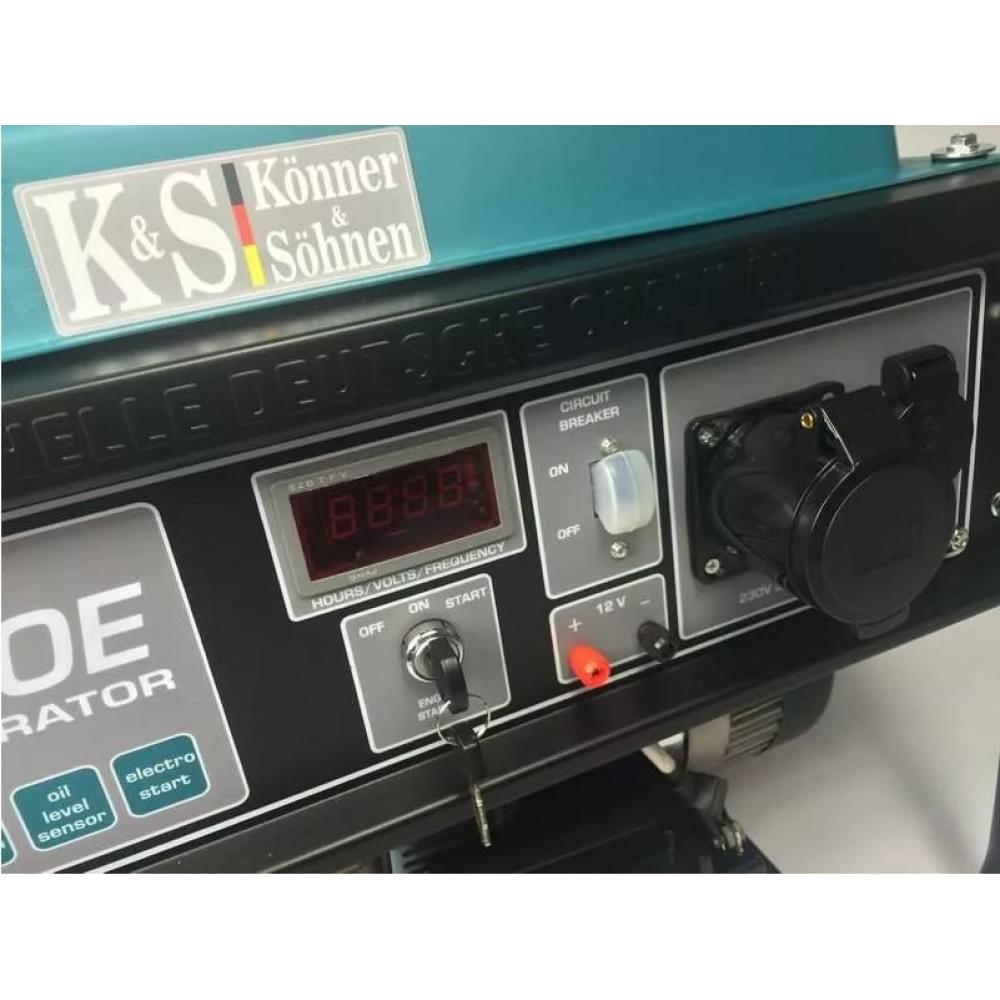 K&S
Könner
&
Söhnen
DEUTSCHE
HOURS/VOLTS/FREQUENCY
CIRCUIT
BREAKER
ON
OFF
OFF ON START
+ 12 V -
230V
OE
RATOR
oil
level
sensor
electro
start